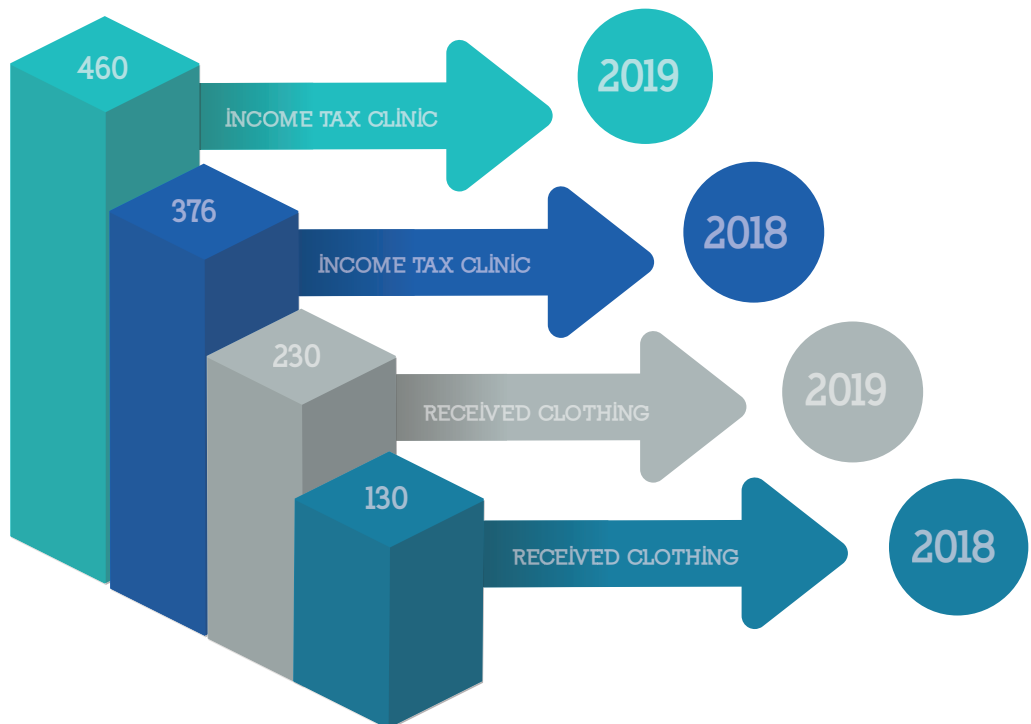 460
INCOME TAX CLINIC
2019
376
INCOME TAX CLINIC
2018
230
RECEIVED CLOTHING
2019
130
RECEIVED CLOTHING
2018